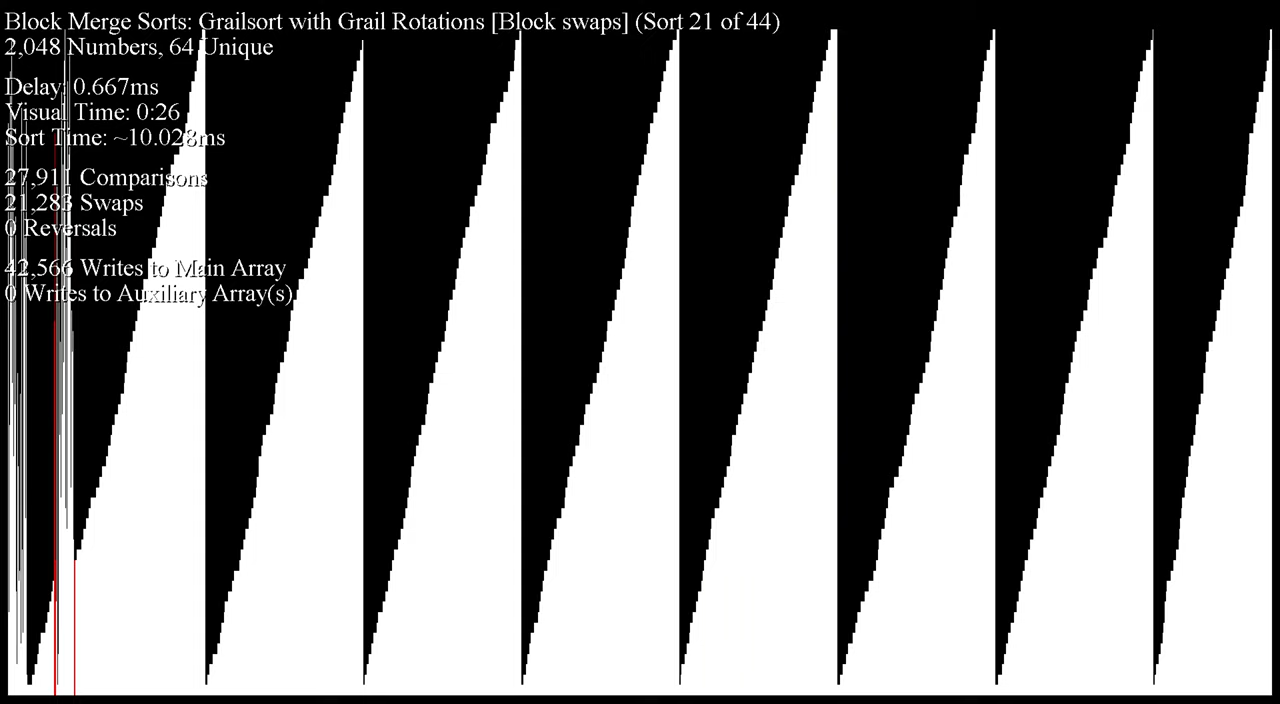 Block Merge Sorts: Grailsort with Grail Rotations [Block swaps] (Sort 21 of 44)
2,048 Numbers, 64 Unique
Delay: 0.667ms
Visual Time: 0:26
Sort Time: ~10.028ms
27,911 Comparisons
21,283 Swaps
0 Reversals
42,566 Writes to Main Array
0 Writes to Auxiliary Array(s)